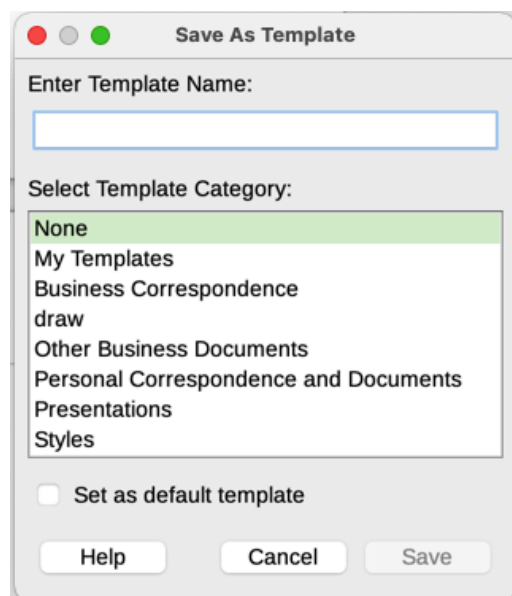 Save As Template
Enter Template Name:
Select Template Category:
None
My Templates
Business Correspondence
draw
Other Business Documents
Personal Correspondence and Documents
Presentations
Styles
Set as default template
Help Cancel Save